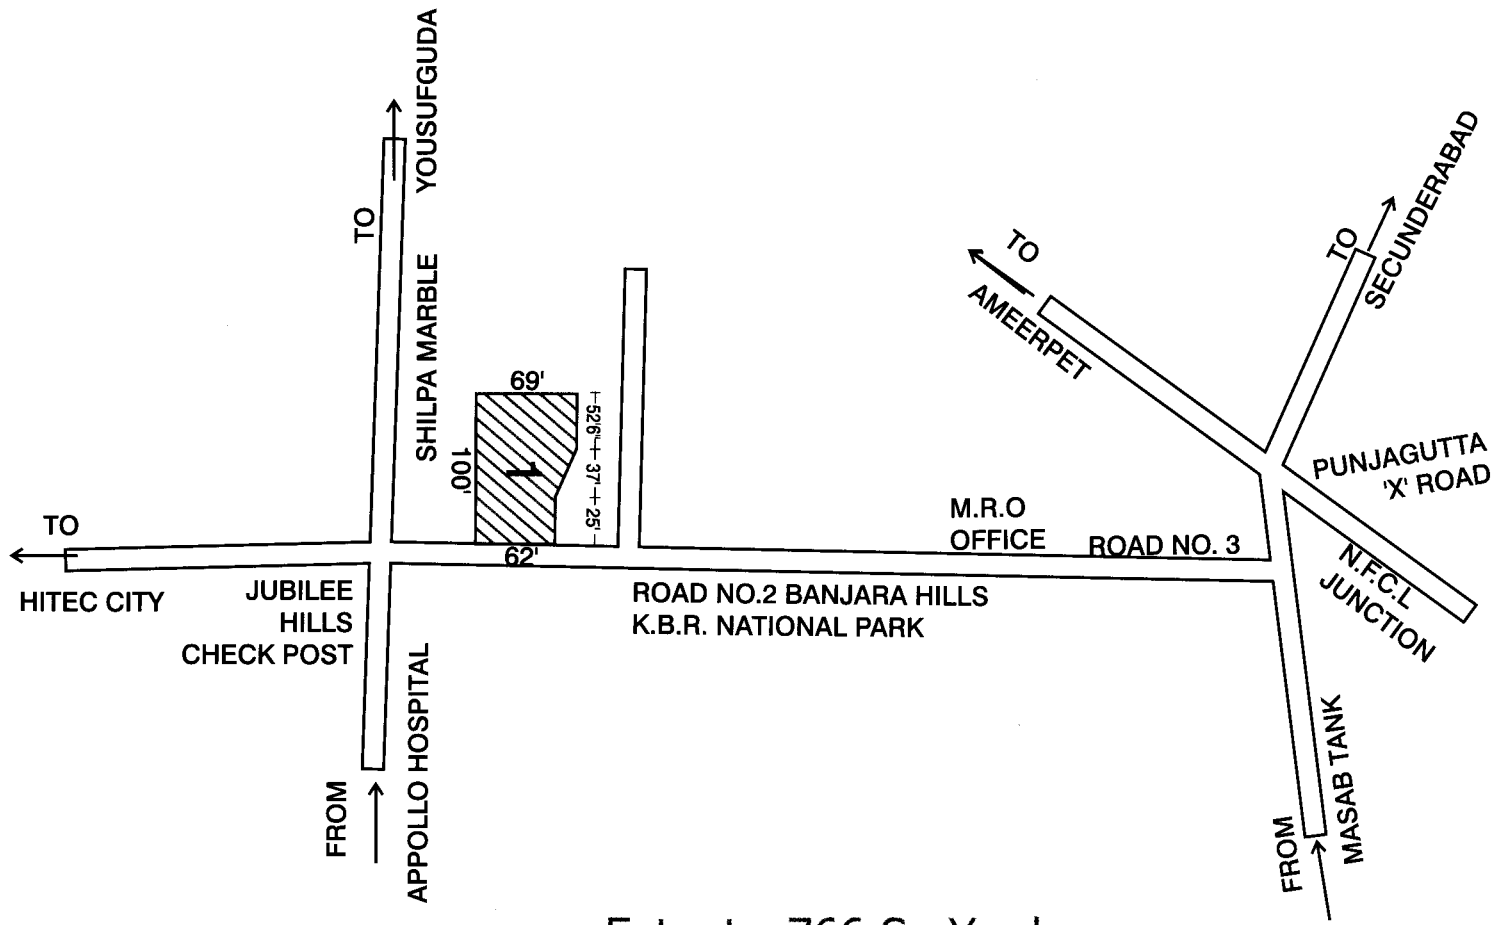 TO
YOUSUFGUDA
SHILPA MARBLE
TO
SECUNDERABAD
TO
AMEERPET
69'
100'
1
52'6"
37'
25'
62'
PUNJAGUTTA
'X' ROAD
M.R.O
OFFICE
ROAD NO. 3
TO
HITEC CITY
JUBILEE
HILLS
CHECK POST
ROAD NO.2 BANJARA HILLS
K.B.R. NATIONAL PARK
N.F.C.L
JUNCTION
FROM
APPOLLO HOSPITAL
FROM
MASAB TANK